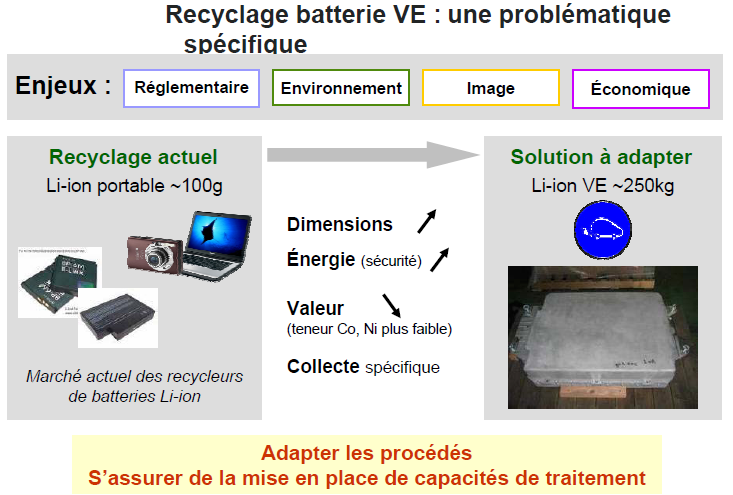 Recyclage batterie VE : une problématique
spécifique
Enjeux :
Réglementaire
Environnement
Image
Économique
Recyclage actuel
Li-ion portable ~100g
Marché actuel des recycleurs
de batteries Li-ion
Dimensions
Énergie (sécurité)
Valeur
(teneur Co, Ni plus faible)
Collecte spécifique
Solution à adapter
Li-ion VE ~250kg
Adapter les procédés
S'assurer de la mise en place de capacités de traitement